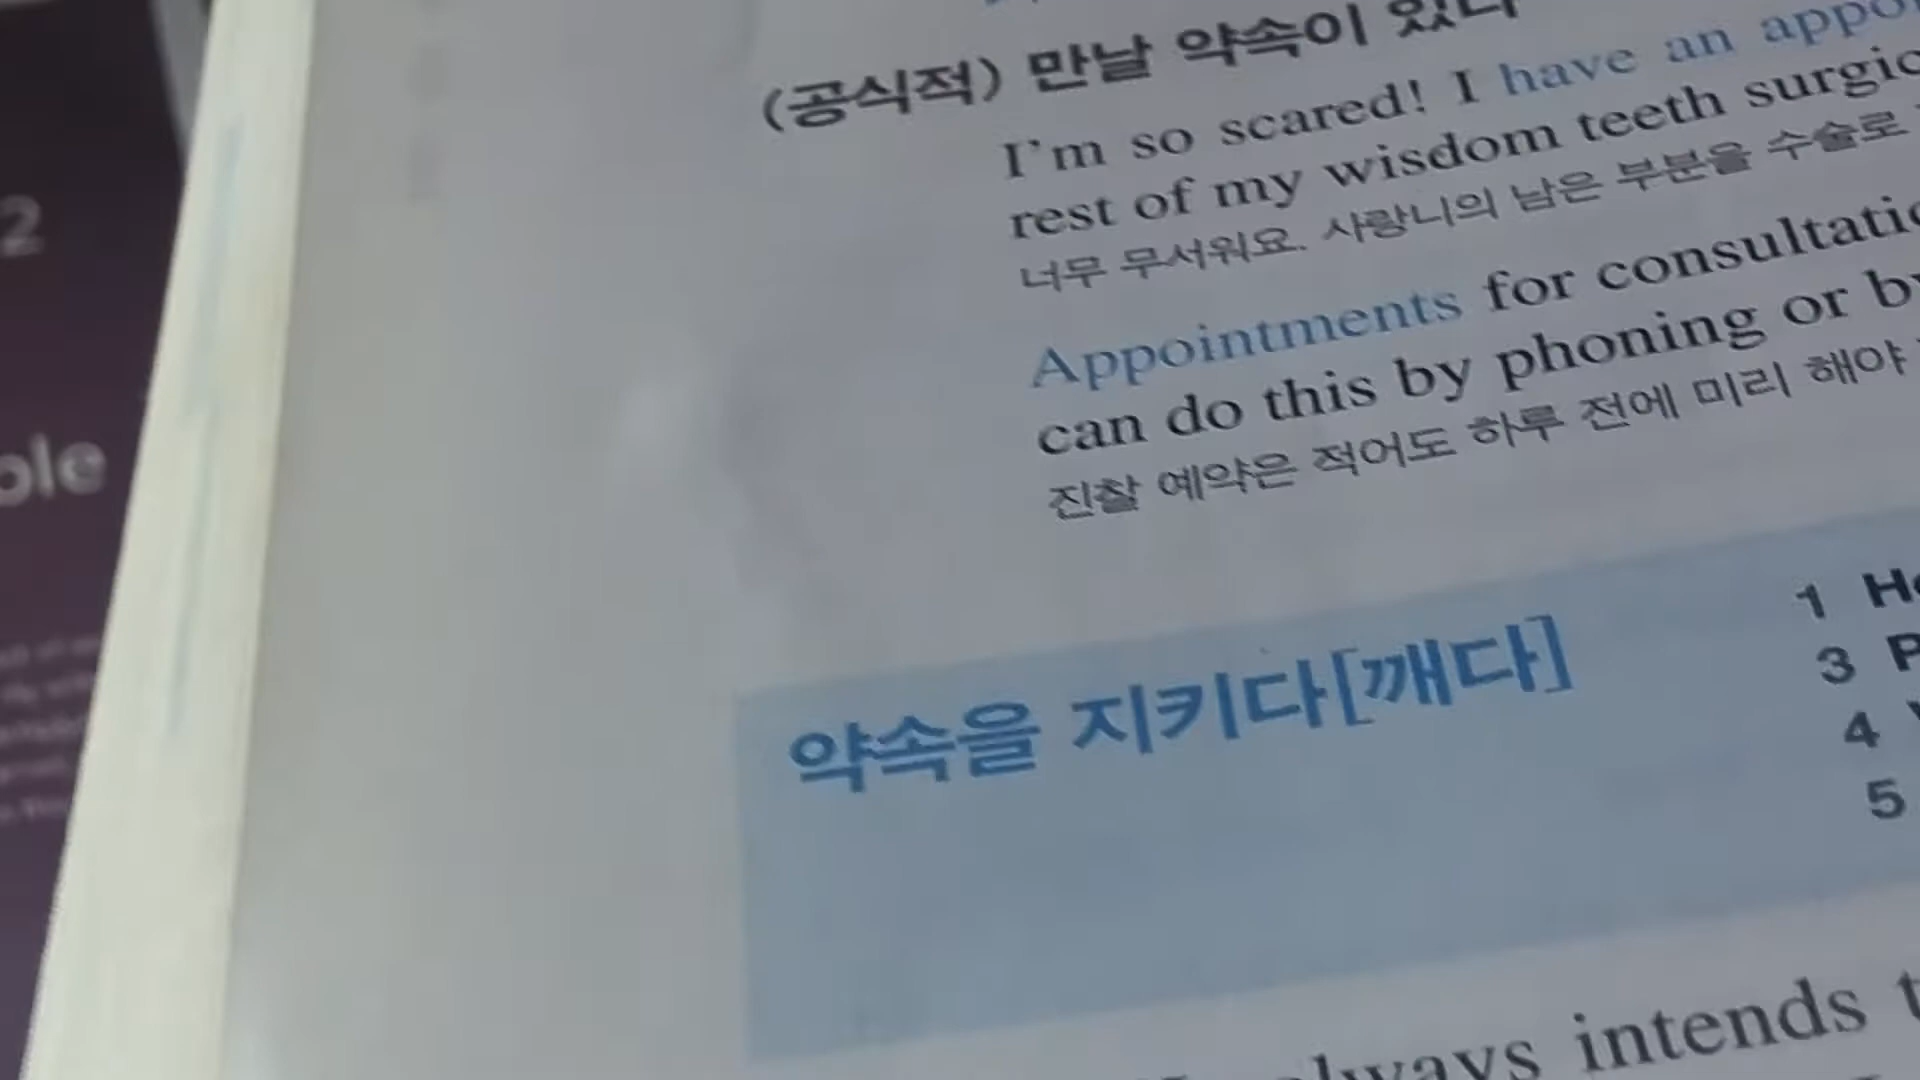 2
ole
(공식적) 만날 약속이 있다
I'm so scared! I have an appo
rest of my wisdom teeth surgic
너무 무서워요. 사랑니의 남은 부분을 수술로
Appointments for consultatio
can do this by phoning or by
진찰 예약은 적어도 하루 전에 미리 해야
약속을 지키다[깨다]
1 Ho
3 P
4
5
always intends t